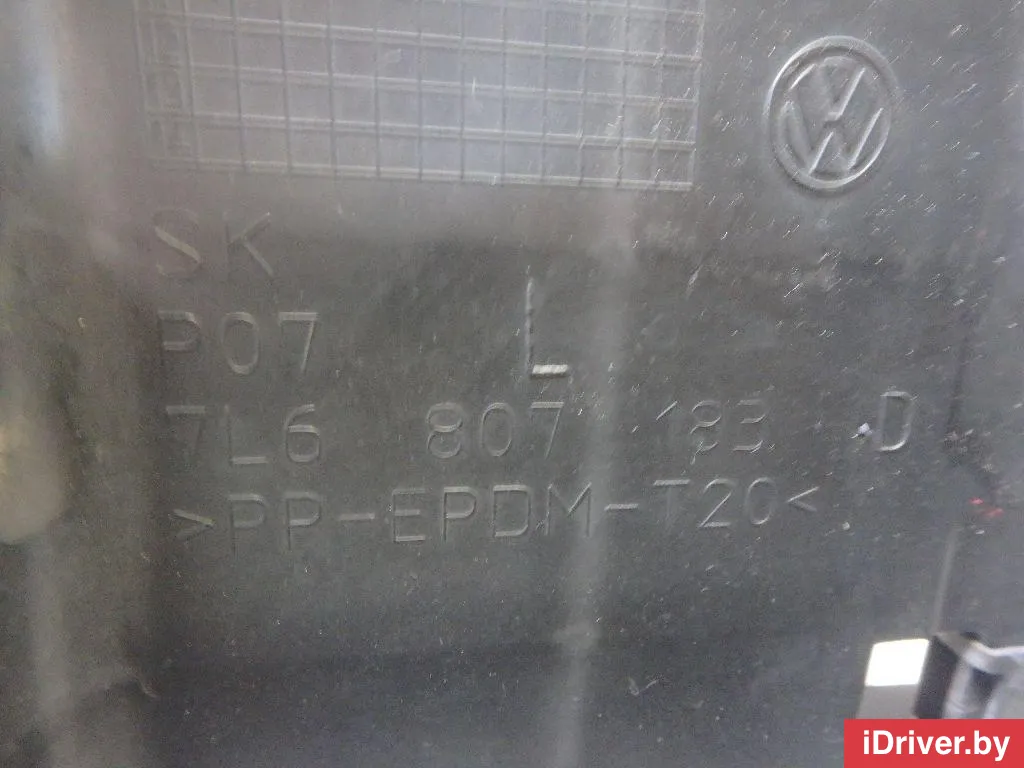 SK
P07 L
7L6 807 183 D
>PP-EPDM-T20<
iDriver.by